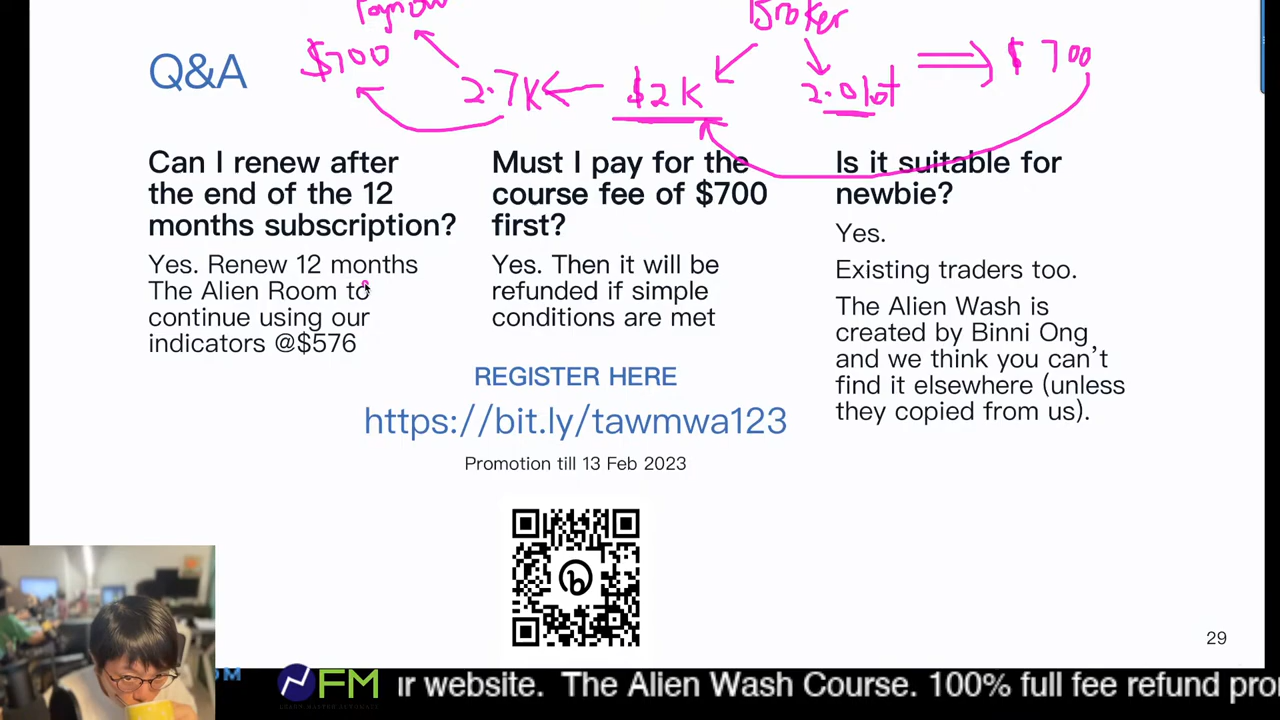 Paynow
Broker
Q&A
$700
2.7K
$2K
2.0 lot
$700
Can I renew after
the end of the 12
months subscription?
Yes. Renew 12 months
The Alien Room to
continue using our
indicators @$576
Must I pay for the
course fee of $700
first?
Yes. Then it will be
refunded if simple
conditions are met
Is it suitable for
newbie?
Yes.
Existing traders too.
The Alien Wash is
created by Binni Ong
and we think you can’t
find it elsewhere (unless
they copied from us).
REGISTER HERE
https://bit.ly/tawmwa123
Promotion till 13 Feb 2023
29
OM
FM
ur website. The Alien Wash Course. 100% full fee refund pro